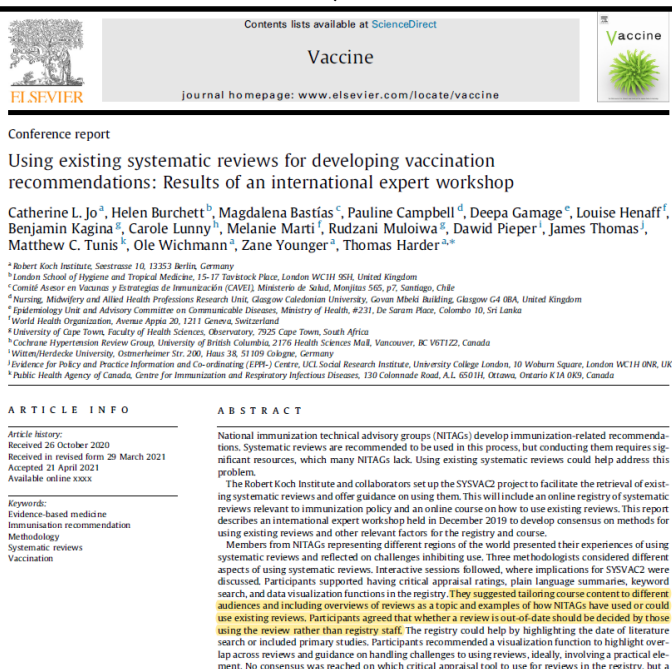 Contents lists available at ScienceDirect
Vaccine
journal homepage: www.elsevier.com/locate/vaccine
ELSEVIER
Vaccine
Conference report
Using existing systematic reviews for developing vaccination
recommendations: Results of an international expert workshop
Catherine L. Jo a, Helen Burchett b, Magdalena Bastías c, Pauline Campbell d, Deepa Gamage e, Louise Henaff f,
Benjamin Kagina g, Carole Lunny h, Melanie Marti f, Rudzani Muloiwa g, Dawid Pieper i, James Thomas j,
Matthew C. Tunis k, Ole Wichmann a, Zane Younger a, Thomas Harder a,*
a Robert Koch Institute, Seestrasse 10, 13353 Berlin, Germany
b London School of Hygiene and Tropical Medicine, 15-17 Tavistock Place, London WC1H 9SH, United Kingdom
c Comité Asesor en Vacunas y Estrategias de Inmunización (CAVEI), Ministerio de Salud, Monjitas 565, p7, Santiago, Chile
d Nursing, Midwifery and Allied Health Professions Research Unit, Glasgow Caledonian University, Govan Mbeki Building, Glasgow G4 0BA, United Kingdom
e Epidemiology Unit and Advisory Committee on Communicable Diseases, Ministry of Health, #231, De Saram Place, Colombo 10, Sri Lanka
f World Health Organization, Avenue Appia 20, 1211 Geneva, Switzerland
g University of Cape Town, Faculty of Health Sciences, Observatory, 7925 Cape Town, South Africa
h Cochrane Hypertension Review Group, University of British Columbia, 2176 Health Sciences Mall, Vancouver, BC V6T1Z2, Canada
i Witten/Herdecke University, Ostmerheimer Str. 200, Haus 38, 51109 Cologne, Germany
j Evidence for Policy and Practice Information and Co-ordinating (EPPI-) Centre, UCL Social Research Institute, University College London, 10 Woburn Square, London WC1H 0NR, UK
k Public Health Agency of Canada, Centre for Immunization and Respiratory Infectious Diseases, 130 Colonnade Road, A.L. 6501H, Ottawa, Ontario K1A 0K9, Canada
ARTICLE INFO
Article history:
Received 26 October 2020
Received in revised form 29 March 2021
Accepted 21 April 2021
Available online xxxx
Keywords:
Evidence-based medicine
Immunisation recommendation
Methodology
Systematic reviews
Vaccination
ABSTRACT
National immunization technical advisory groups (NITAGs) develop immunization-related recommenda-
tions. Systematic reviews are recommended to be used in this process, but conducting them requires sig-
nificant resources, which many NITAGs lack. Using existing systematic reviews could help address this
problem.
The Robert Koch Institute and collaborators set up the SYSVAC2 project to facilitate the retrieval of exist-
ing systematic reviews and offer guidance on using them. This will include an online registry of systematic
reviews relevant to immunization policy and an online course on how to use existing reviews. This report
describes an international expert workshop held in December 2019 to develop consensus on methods for
using existing reviews and other relevant factors for the registry and course.
Members from NITAGs representing different regions of the world presented their experiences of using
systematic reviews and reflected on challenges inhibiting use. Three methodologists considered different
aspects of using systematic reviews. Interactive sessions followed, where implications for SYSVAC2 were
discussed. Participants supported having critical appraisal ratings, plain language summaries, keyword
search, and data visualization functions in the registry. They suggested tailoring course content to different
audiences and including overviews of reviews as a topic and examples of how NITAGs have used or could
use existing reviews. Participants agreed that whether a review is out-of-date should be decided by those
using the review rather than registry staff. The registry could help by highlighting the date of literature
search or included primary studies. Participants recommended a visualization function to highlight over-
lap across reviews and guidance on handling challenges to using reviews, ideally, involving a practical ele-
ment. No consensus was reached on which critical appraisal tool to use for reviews in the registry, but